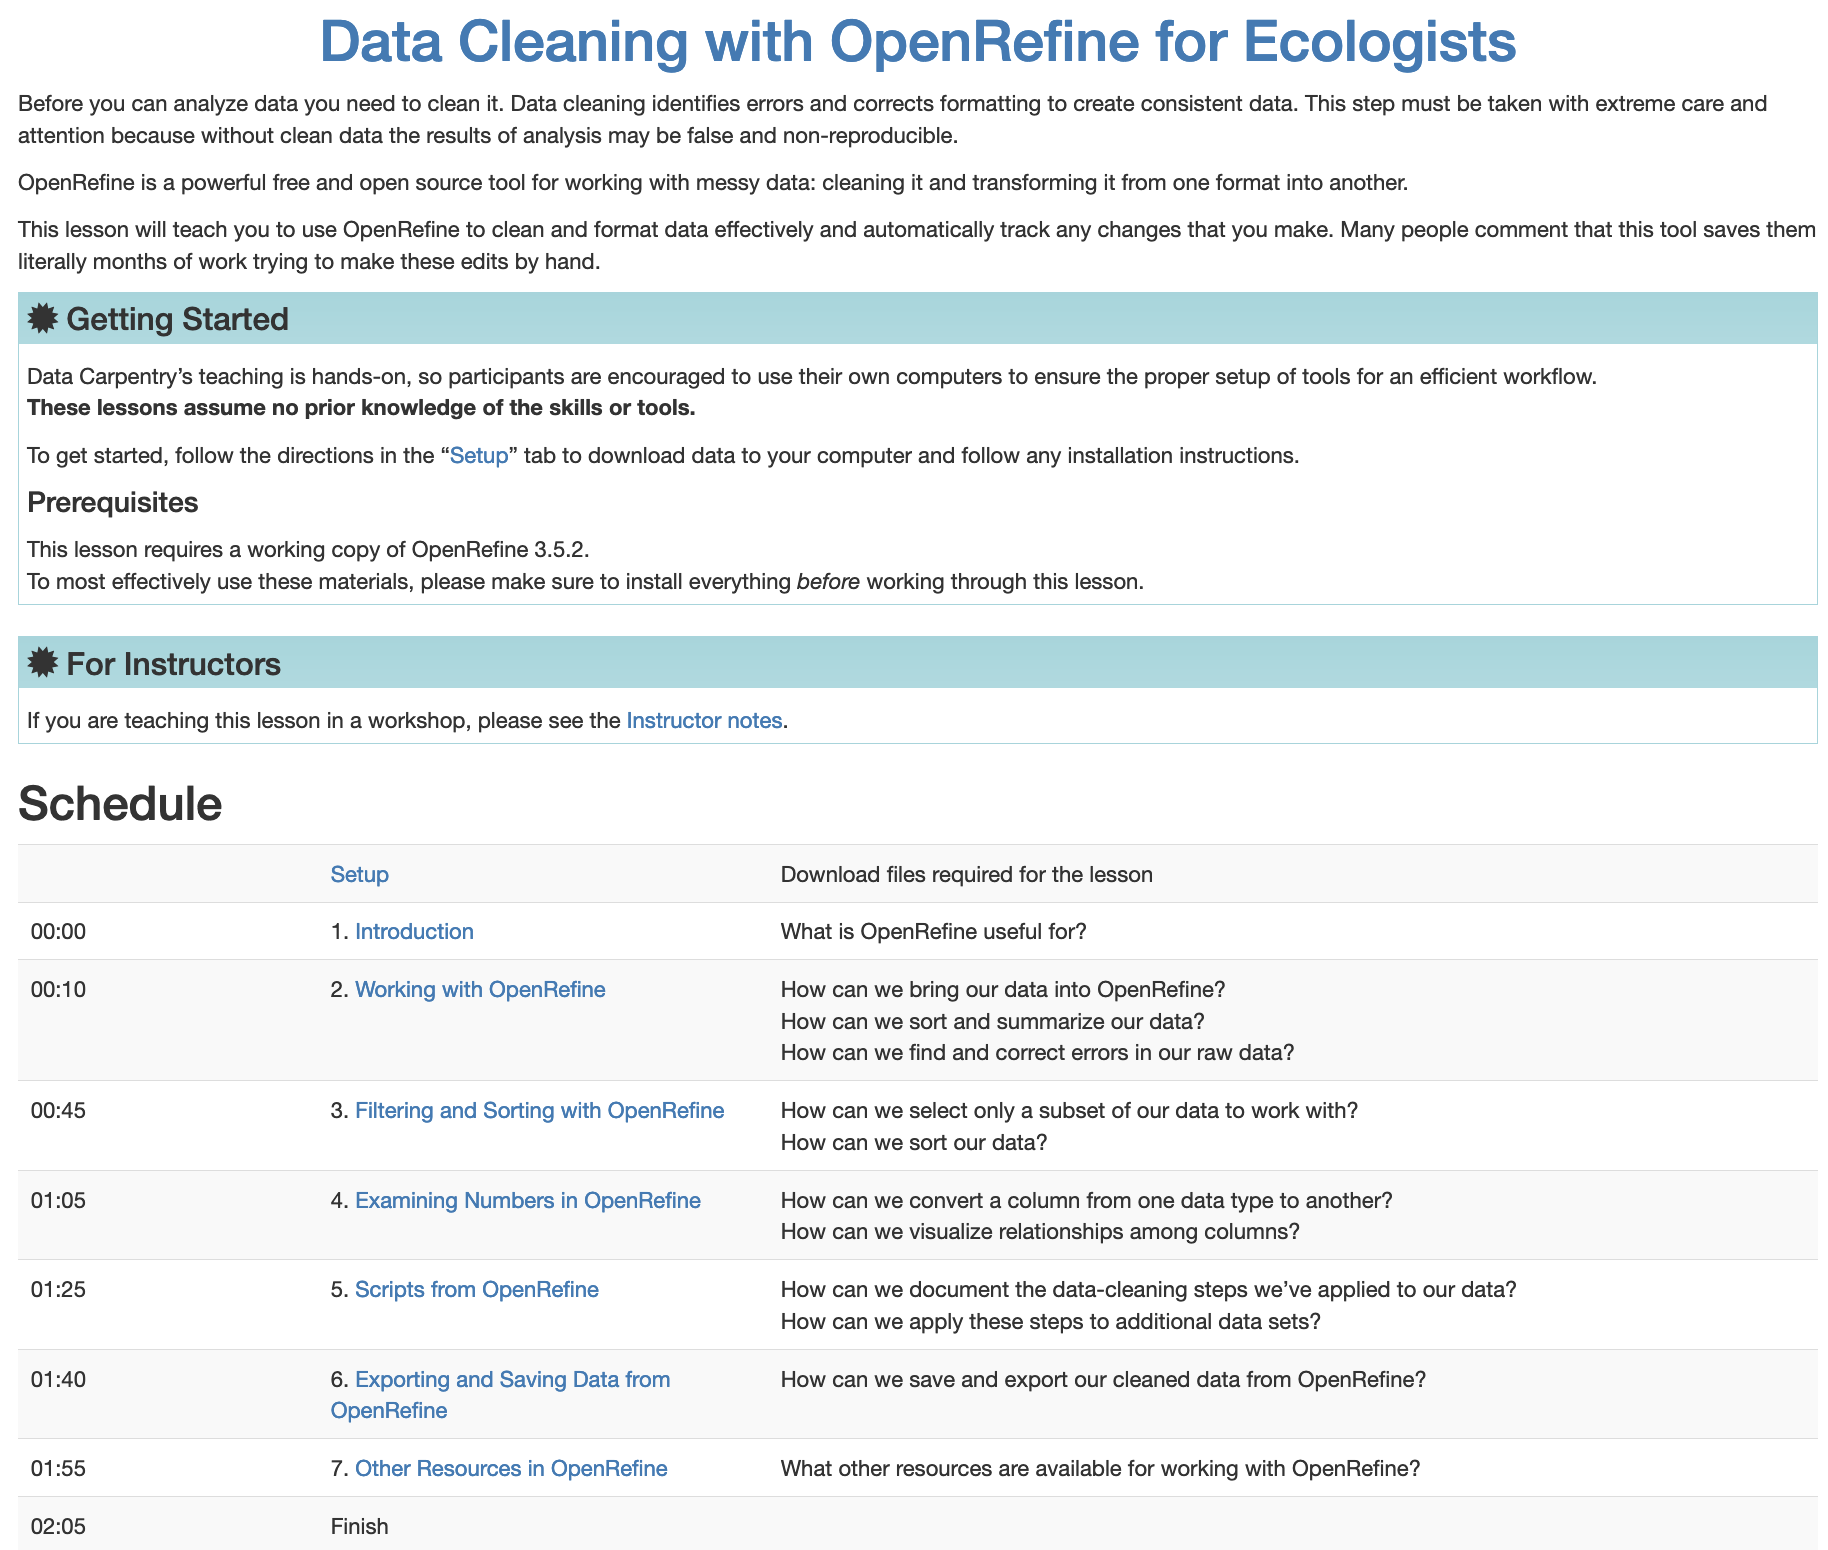 Data Cleaning with OpenRefine for Ecologists
Before you can analyze data you need to clean it. Data cleaning identifies errors and corrects formatting to create consistent data. This step must be taken with extreme care and
attention because without clean data the results of analysis may be false and non-reproducible.
OpenRefine is a powerful free and open source tool for working with messy data: cleaning it and transforming it from one format into another.
This lesson will teach you to use OpenRefine to clean and format data effectively and automatically track any changes that you make. Many people comment that this tool saves them
literally months of work trying to make these edits by hand.
Getting Started
Data Carpentry’s teaching is hands-on, so participants are encouraged to use their own computers to ensure the proper setup of tools for an efficient workflow.
These lessons assume no prior knowledge of the skills or tools.
To get started, follow the directions in the “Setup” tab to download data to your computer and follow any installation instructions.
Prerequisites
This lesson requires a working copy of OpenRefine 3.5.2.
To most effectively use these materials, please make sure to install everything before working through this lesson.
For Instructors
If you are teaching this lesson in a workshop, please see the Instructor notes.
Schedule
Setup Download files required for the lesson
00:00 1. Introduction What is OpenRefine useful for?
00:10 2. Working with OpenRefine How can we bring our data into OpenRefine?
How can we sort and summarize our data?
How can we find and correct errors in our raw data?
00:45 3. Filtering and Sorting with OpenRefine How can we select only a subset of our data to work with?
How can we sort our data?
01:05 4. Examining Numbers in OpenRefine How can we convert a column from one data type to another?
How can we visualize relationships among columns?
01:25 5. Scripts from OpenRefine How can we document the data-cleaning steps we’ve applied to our data?
How can we apply these steps to additional data sets?
01:40 6. Exporting and Saving Data from How can we save and export our cleaned data from OpenRefine?
OpenRefine
01:55 7. Other Resources in OpenRefine What other resources are available for working with OpenRefine?
02:05 Finish